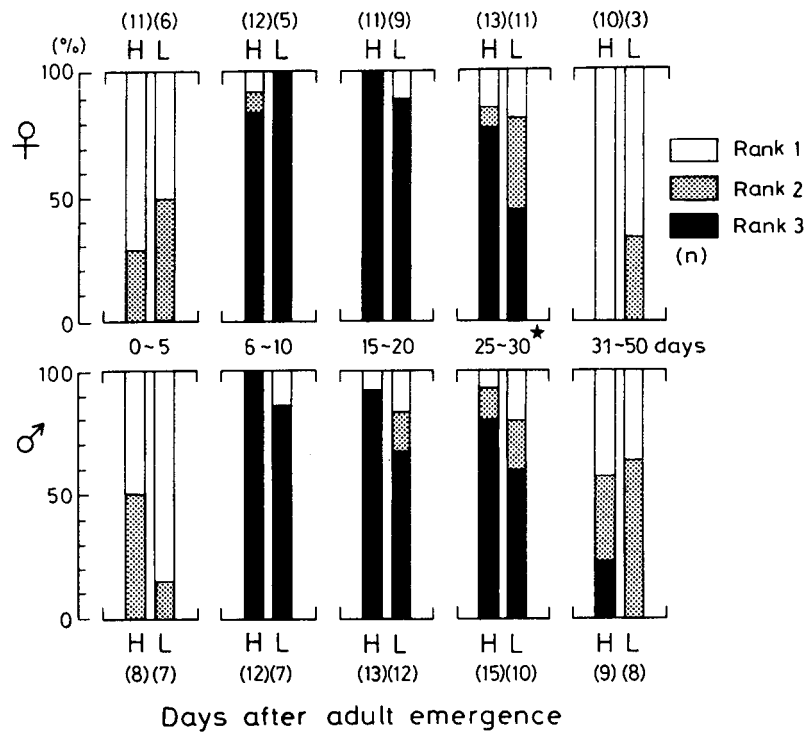 (11)(6) (12)(5) (11)(9) (13)(11) (10)(3)
(%) H L H L H L H L H L
100
♀
50
0
Rank 1
Rank 2
Rank 3
(n)
0~5 6~10 15~20 25~30★ 31~50 days
100
♂
50
0
H L H L H L H L H L
(8)(7) (12)(7) (13)(12) (15)(10) (9)(8)
Days after adult emergence